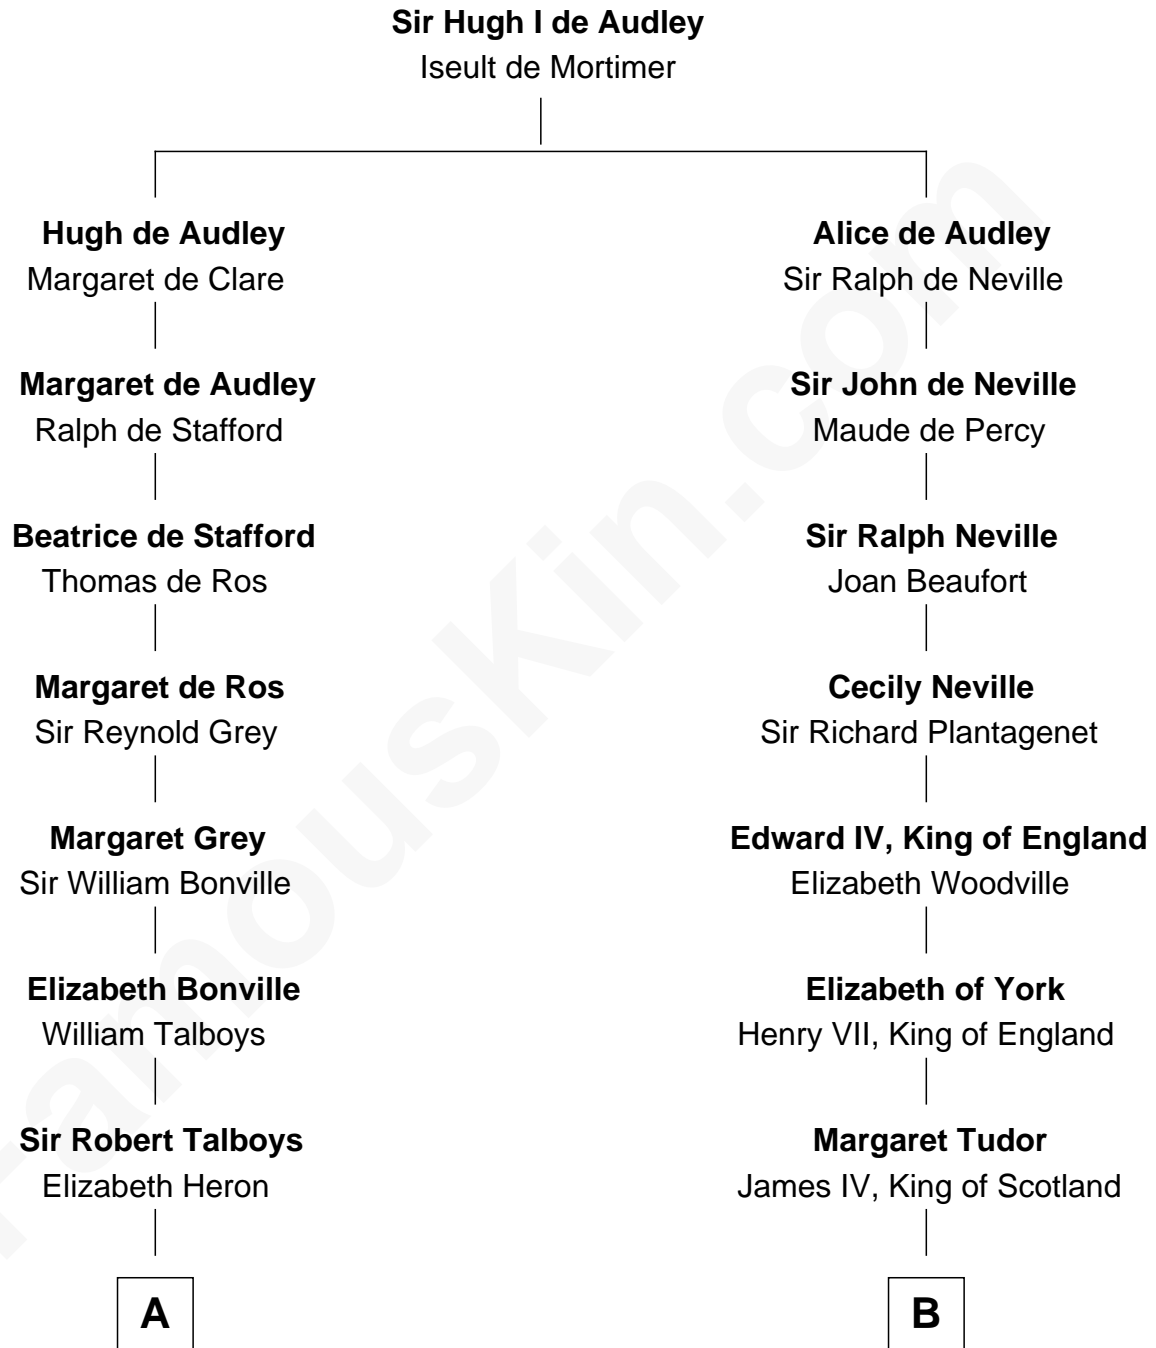 Sir Hugh I de Audley
Iseult de Mortimer
Hugh de Audley
Margaret de Clare
Alice de Audley
Sir Ralph de Neville
Margaret de Audley
Ralph de Stafford
Sir John de Neville
Maude de Percy
Beatrice de Stafford
Thomas de Ros
Sir Ralph Neville
Joan Beaufort
Margaret de Ros
Sir Reynold Grey
Cecily Neville
Sir Richard Plantagenet
Margaret Grey
Sir William Bonville
Edward IV, King of England
Elizabeth Woodville
Elizabeth Bonville
William Talboys
Elizabeth of York
Henry VII, King of England
Sir Robert Talboys
Elizabeth Heron
Margaret Tudor
James IV, King of Scotland
A
B
FamousKin.com